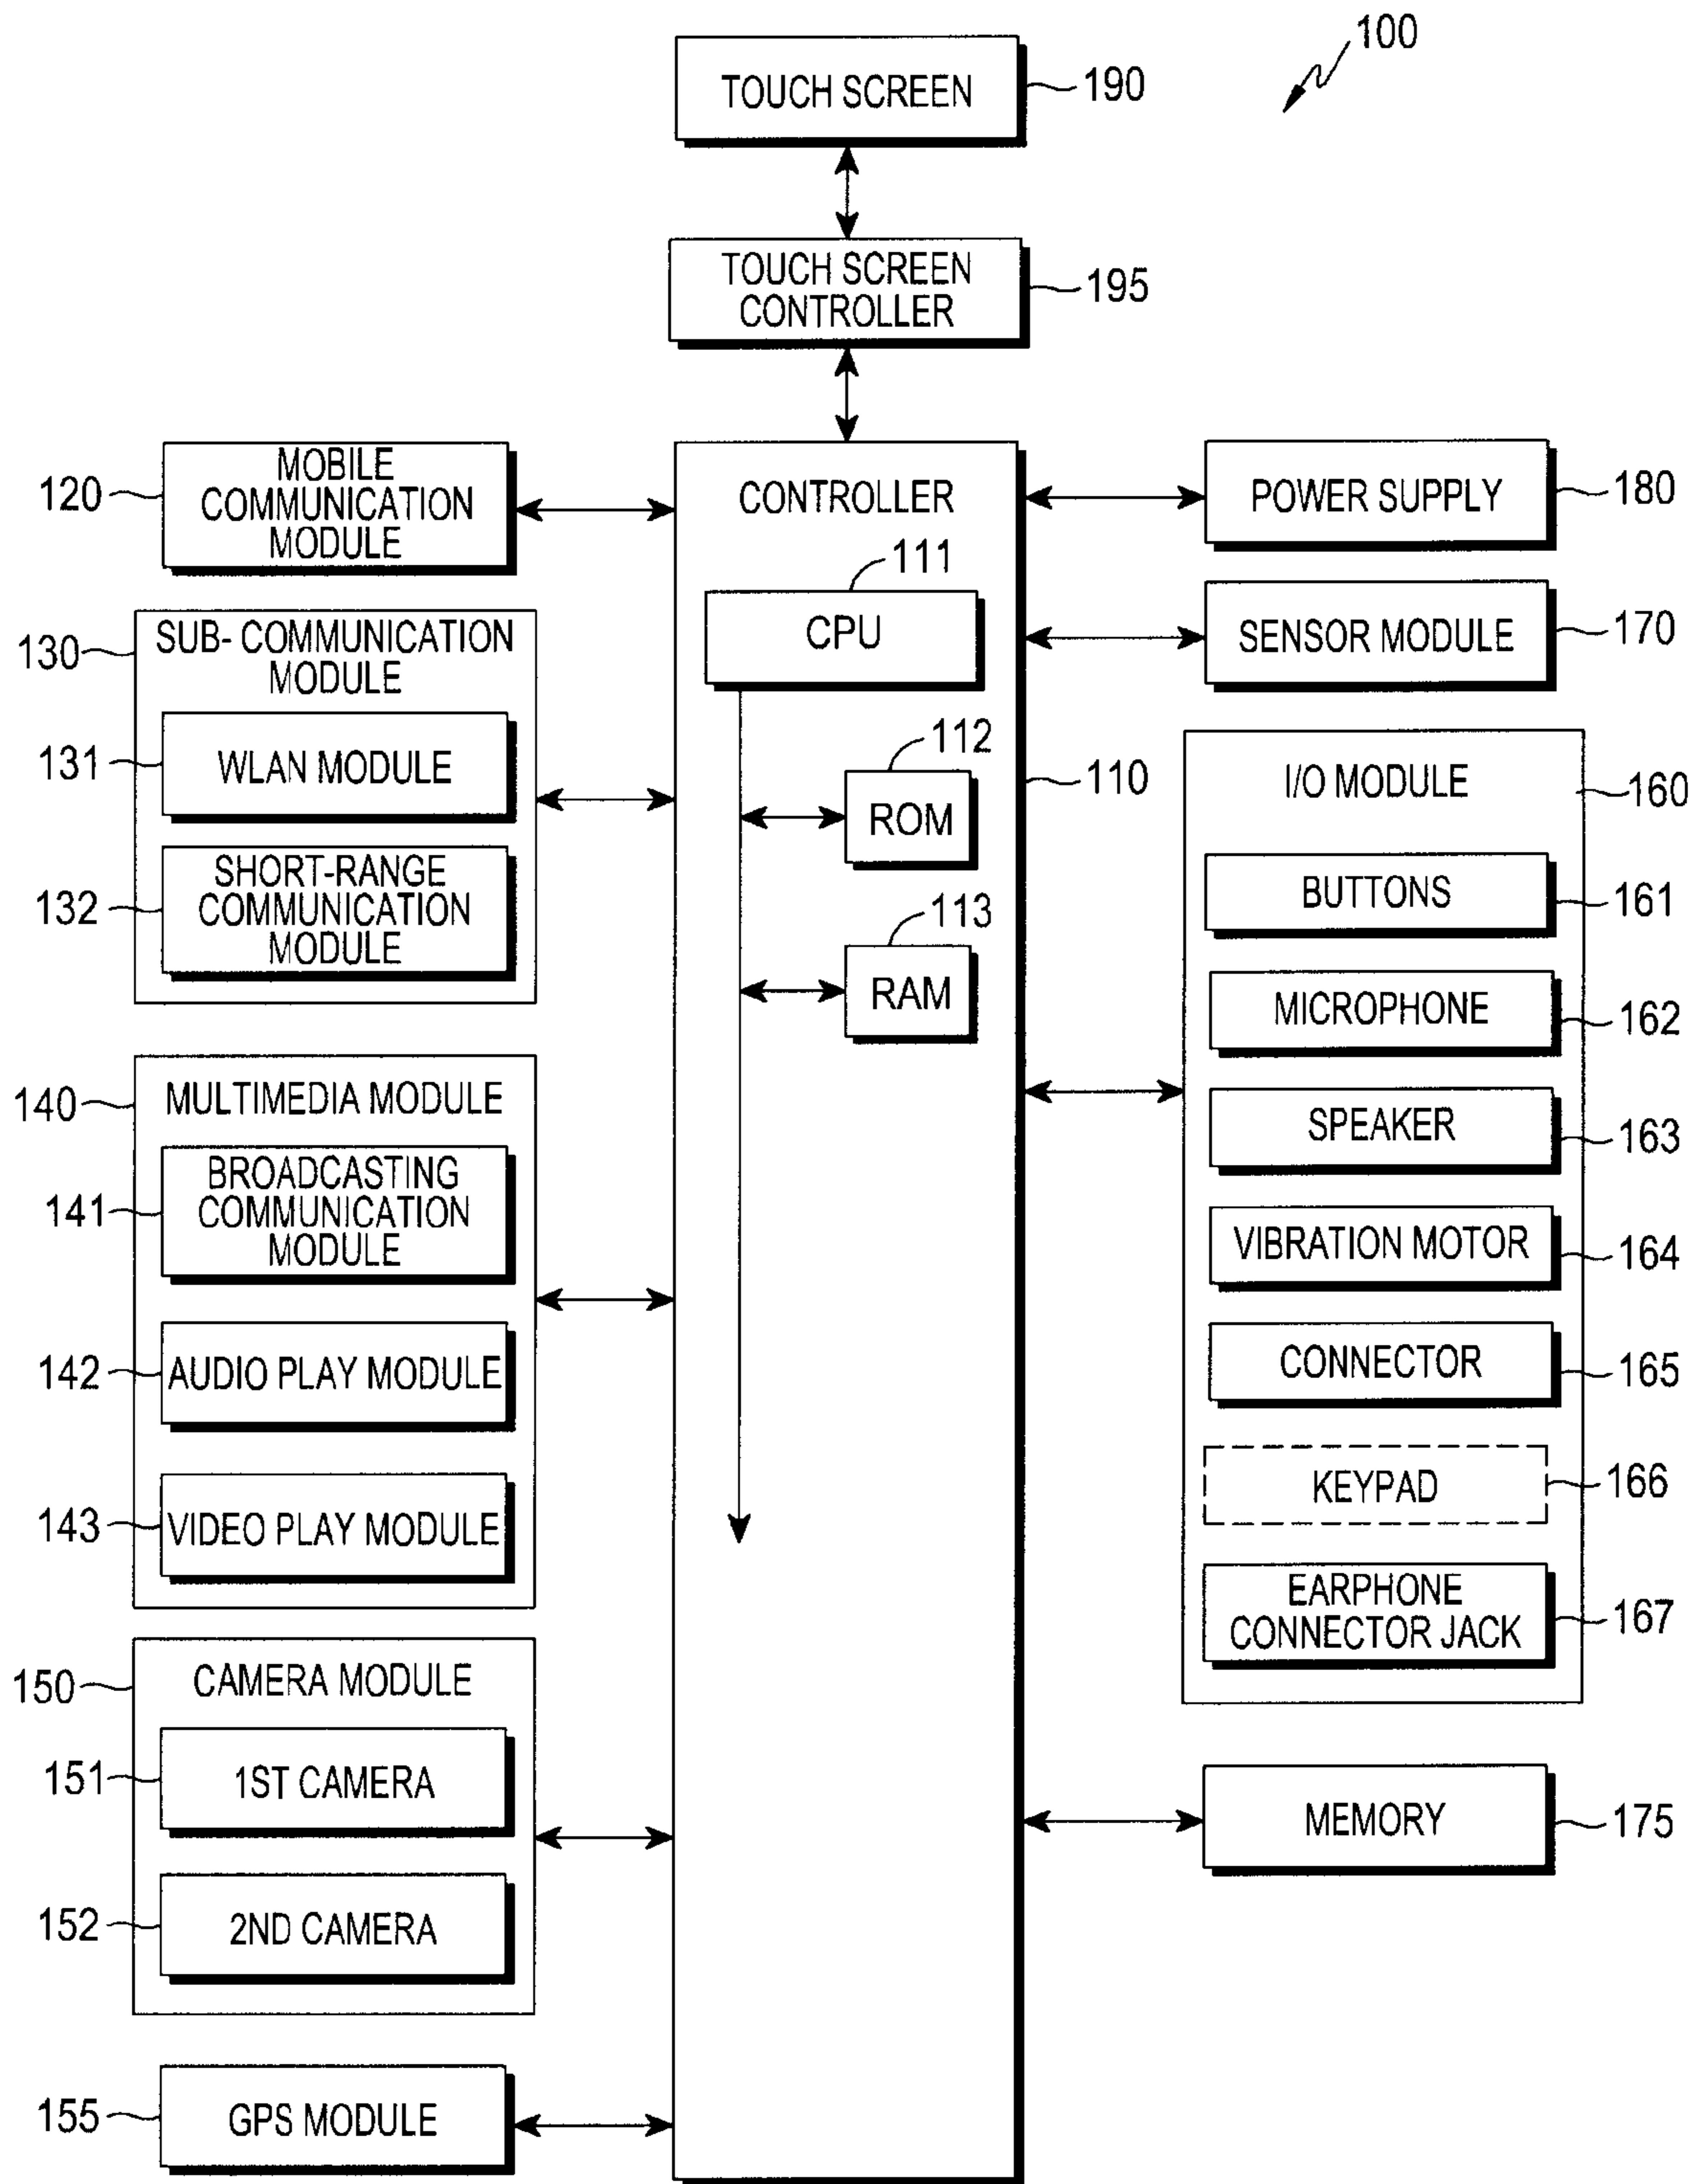 100
TOUCH SCREEN
190
TOUCH SCREEN
CONTROLLER
195
120
MOBILE
COMMUNICATION
MODULE
130
SUB- COMMUNICATION
MODULE
131
WLAN MODULE
132
SHORT-RANGE
COMMUNICATION
MODULE
140
MULTIMEDIA MODULE
141
BROADCASTING
COMMUNICATION
MODULE
142
AUDIO PLAY MODULE
143
VIDEO PLAY MODULE
150
CAMERA MODULE
151
1ST CAMERA
152
2ND CAMERA
155
GPS MODULE
CONTROLLER
111
CPU
112
ROM
113
RAM
110
POWER SUPPLY
180
SENSOR MODULE
170
I/O MODULE
160
BUTTONS
161
MICROPHONE
162
SPEAKER
163
VIBRATION MOTOR
164
CONNECTOR
165
KEYPAD
166
EARPHONE
CONNECTOR JACK
167
MEMORY
175